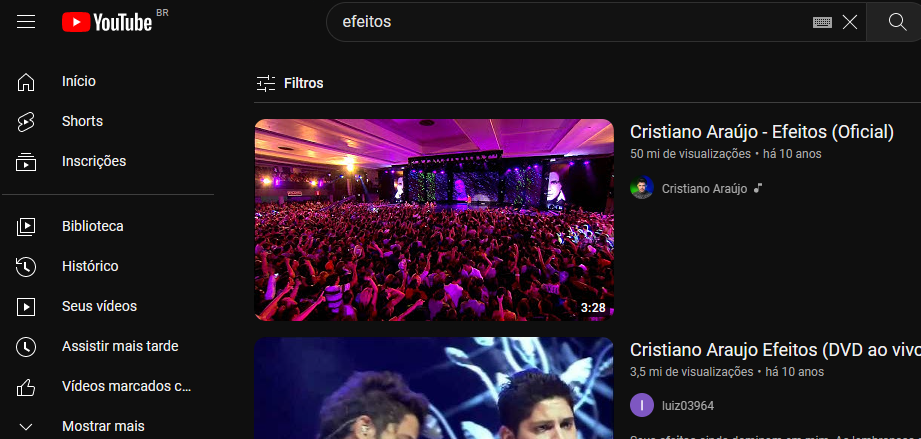 YouTube BR
efeitos
Início
Shorts
Inscrições
Biblioteca
Histórico
Seus vídeos
Assistir mais tarde
Vídeos marcados c...
Mostrar mais
Filtros
3:28
Cristiano Araújo - Efeitos (Oficial)
50 mi de visualizações • há 10 anos
Cristiano Araújo
Cristiano Araujo Efeitos (DVD ao vivo
3,5 mi de visualizações • há 10 anos
I luiz03964